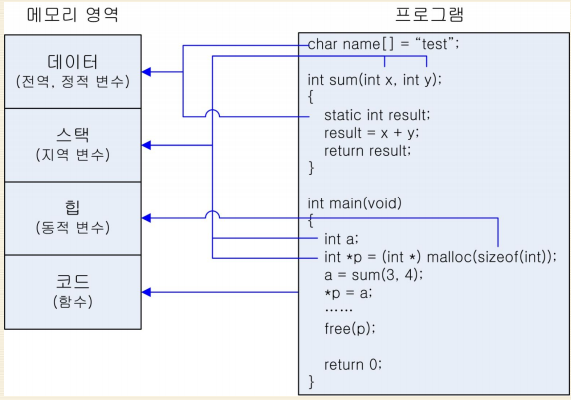 메모리 영역
프로그램
데이터
(전역, 정적 변수)
스택
(지역 변수)
힙
(동적 변수)
코드
(함수)
char name[] = “test”;
int sum(int x, int y);
{
static int result;
result = x + y;
return result;
}
int main(void)
{
int a;
int *p = (int *) malloc(sizeof(int));
a = sum(3, 4);
*p = a;
……
free(p);
return 0;
}